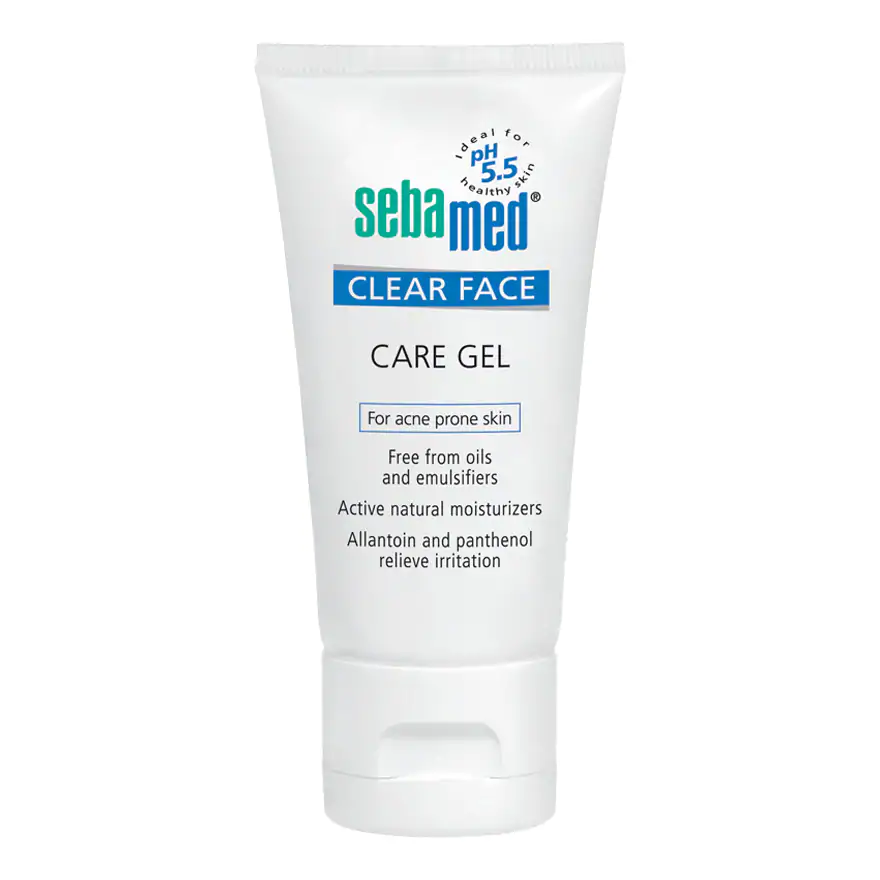 Ideal for
pH
5.5
healthy skin
sebamed®
CLEAR FACE
CARE GEL
For acne prone skin
Free from oils
and emulsifiers
Active natural moisturizers
Allantoin and panthenol
relieve irritation